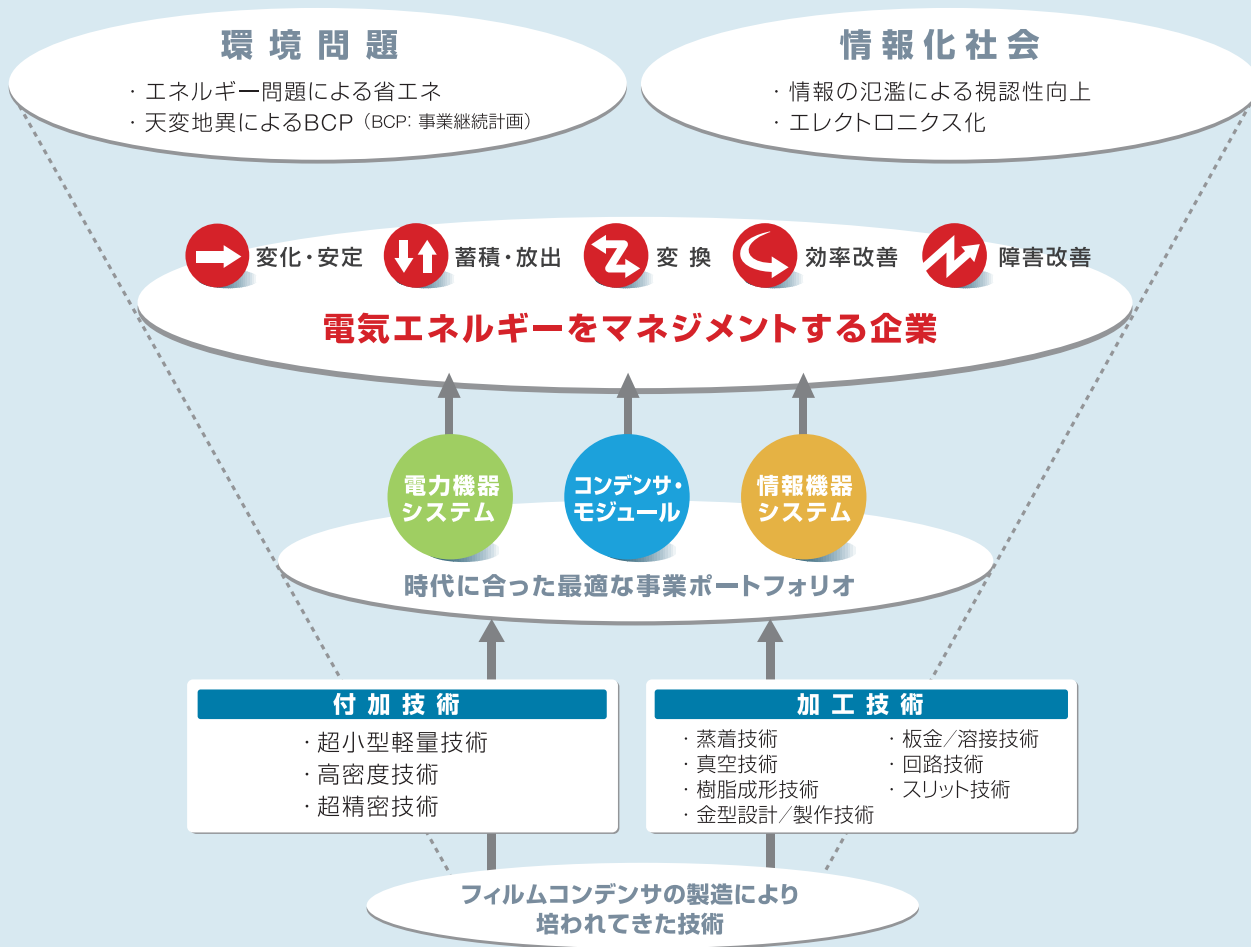 環境問題
・エネルギー問題による省エネ
・天変地異によるBCP（BCP: 事業継続計画）
情報化社会
・情報の氾濫による視認性向上
・エレクトロニクス化
変化・安定
蓄積・放出
変換
効率改善
障害改善
電気エネルギーをマネジメントする企業
電力機器
システム
コンデンサ・
モジュール
情報機器
システム
時代に合った最適な事業ポートフォリオ
付加技術
・超小型軽量技術
・高密度技術
・超精密技術
加工技術
・蒸着技術
・真空技術
・樹脂成形技術
・金型設計/製作技術
・板金/溶接技術
・回路技術
・スリット技術
フィルムコンデンサの製造により
培われてきた技術